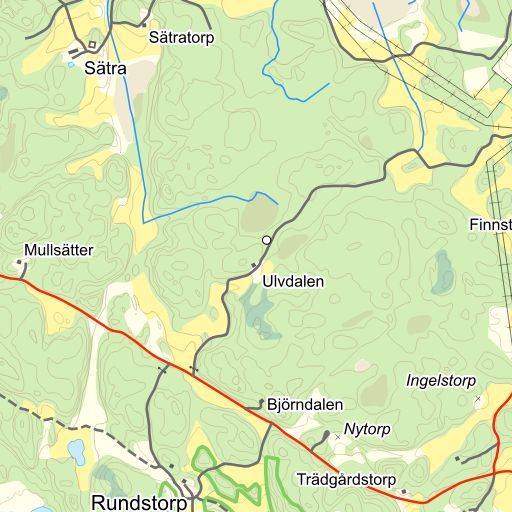 Sätratorp
Sätra
Finnst
Mullsätter
Ulvdalen
Ingelstorp
Björndalen
Nytorp
Trädgårdstorp
Rundstorp